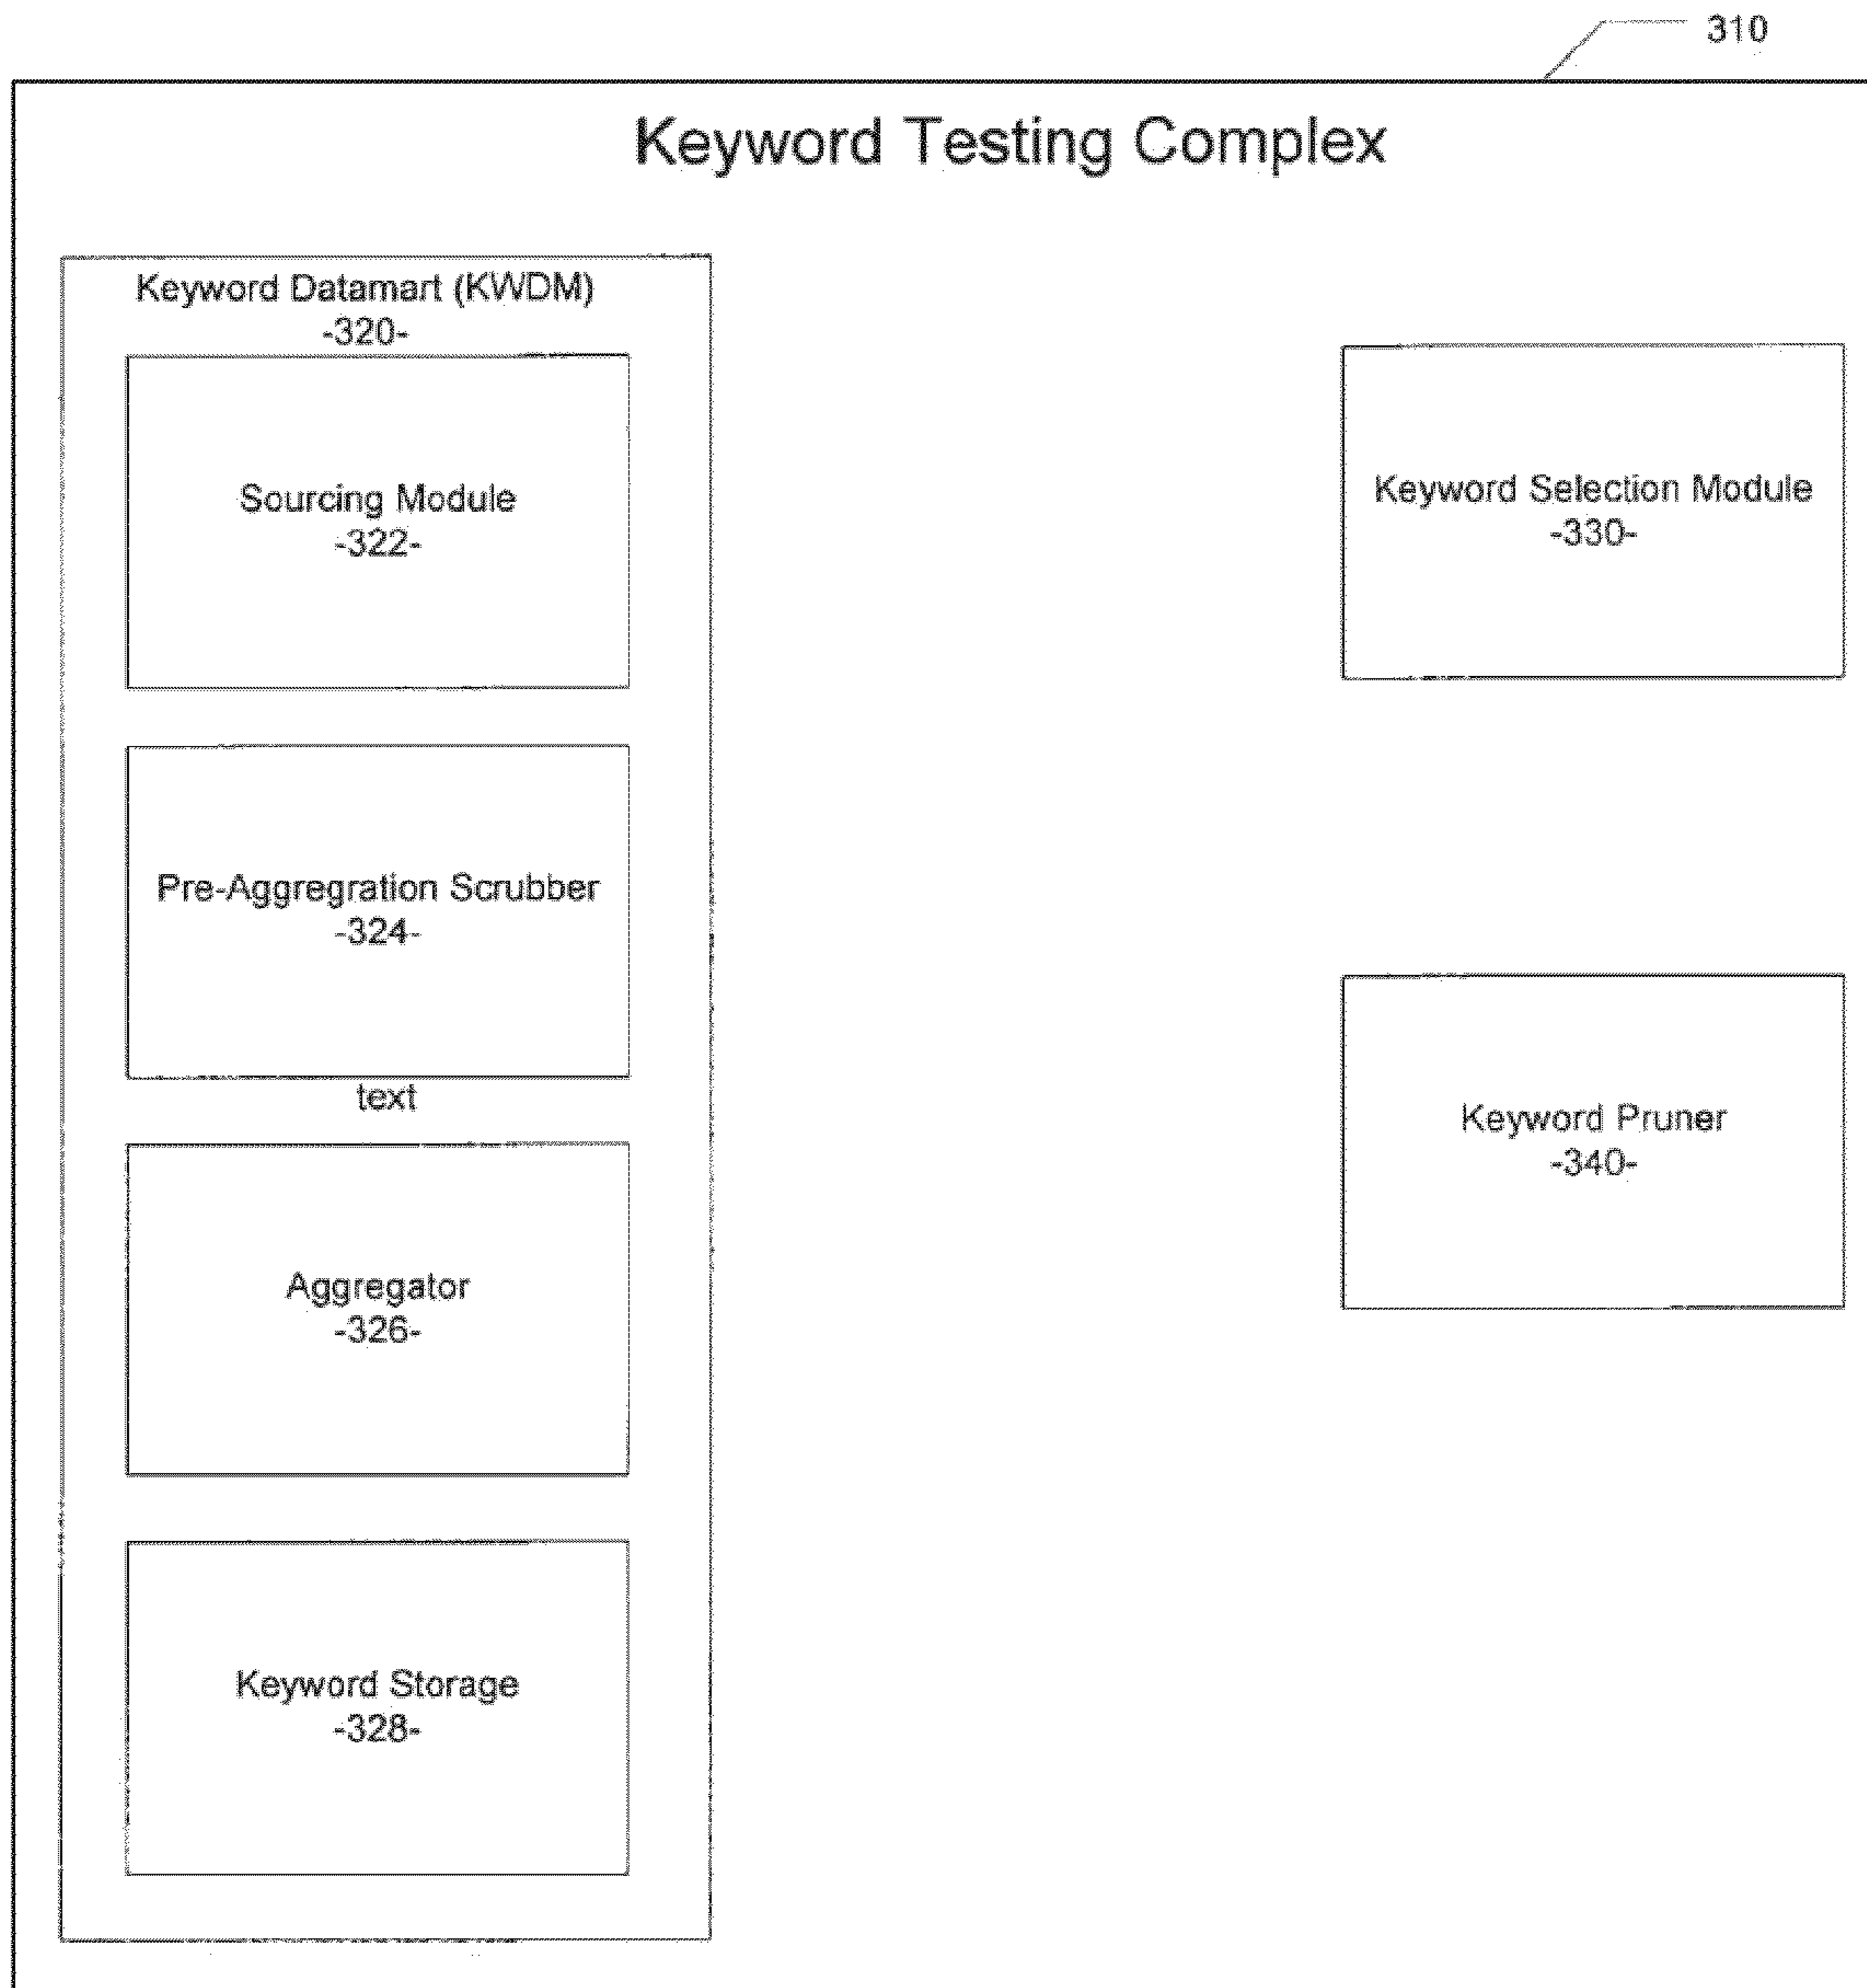 310
Keyword Testing Complex
Keyword Datamart (KWDM)
-320-
Sourcing Module
-322-
Pre-Aggregration Scrubber
-324-
text
Aggregator
-326-
Keyword Storage
-328-
Keyword Selection Module
-330-
Keyword Pruner
-340-